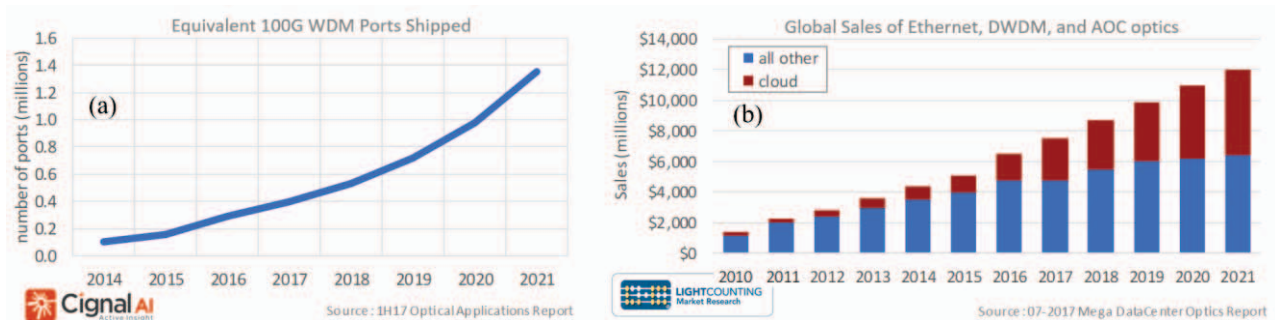 Equivalent 100G WDM Ports Shipped
number of ports (millions)
1.6
1.4
1.2
1.0
0.8
0.6
0.4
0.2
0.0
(a)
2014 2015 2016 2017 2018 2019 2020 2021
Cignal AI
Active Insight
Source : 1H17 Optical Applications Report
Global Sales of Ethernet, DWDM, and AOC optics
Sales (millions)
$14,000
$12,000
$10,000
$8,000
$6,000
$4,000
$2,000
$0
all other
cloud
(b)
2010 2011 2012 2013 2014 2015 2016 2017 2018 2019 2020 2021
LIGHTCOUNTING
Market Research
Source : 07-2017 Mega DataCenter Optics Report